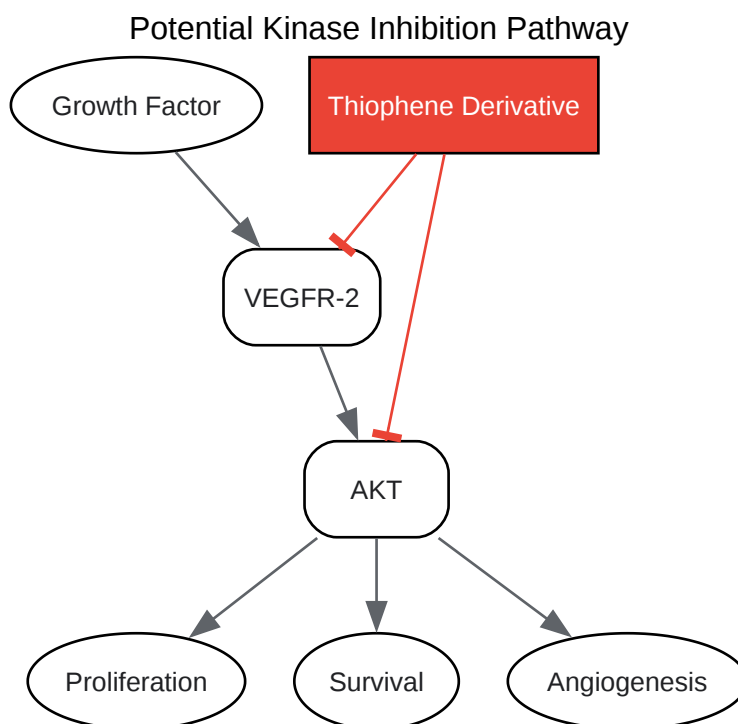 Potential Kinase Inhibition Pathway
Growth Factor
Thiophene Derivative
VEGFR-2
AKT
Proliferation
Survival
Angiogenesis